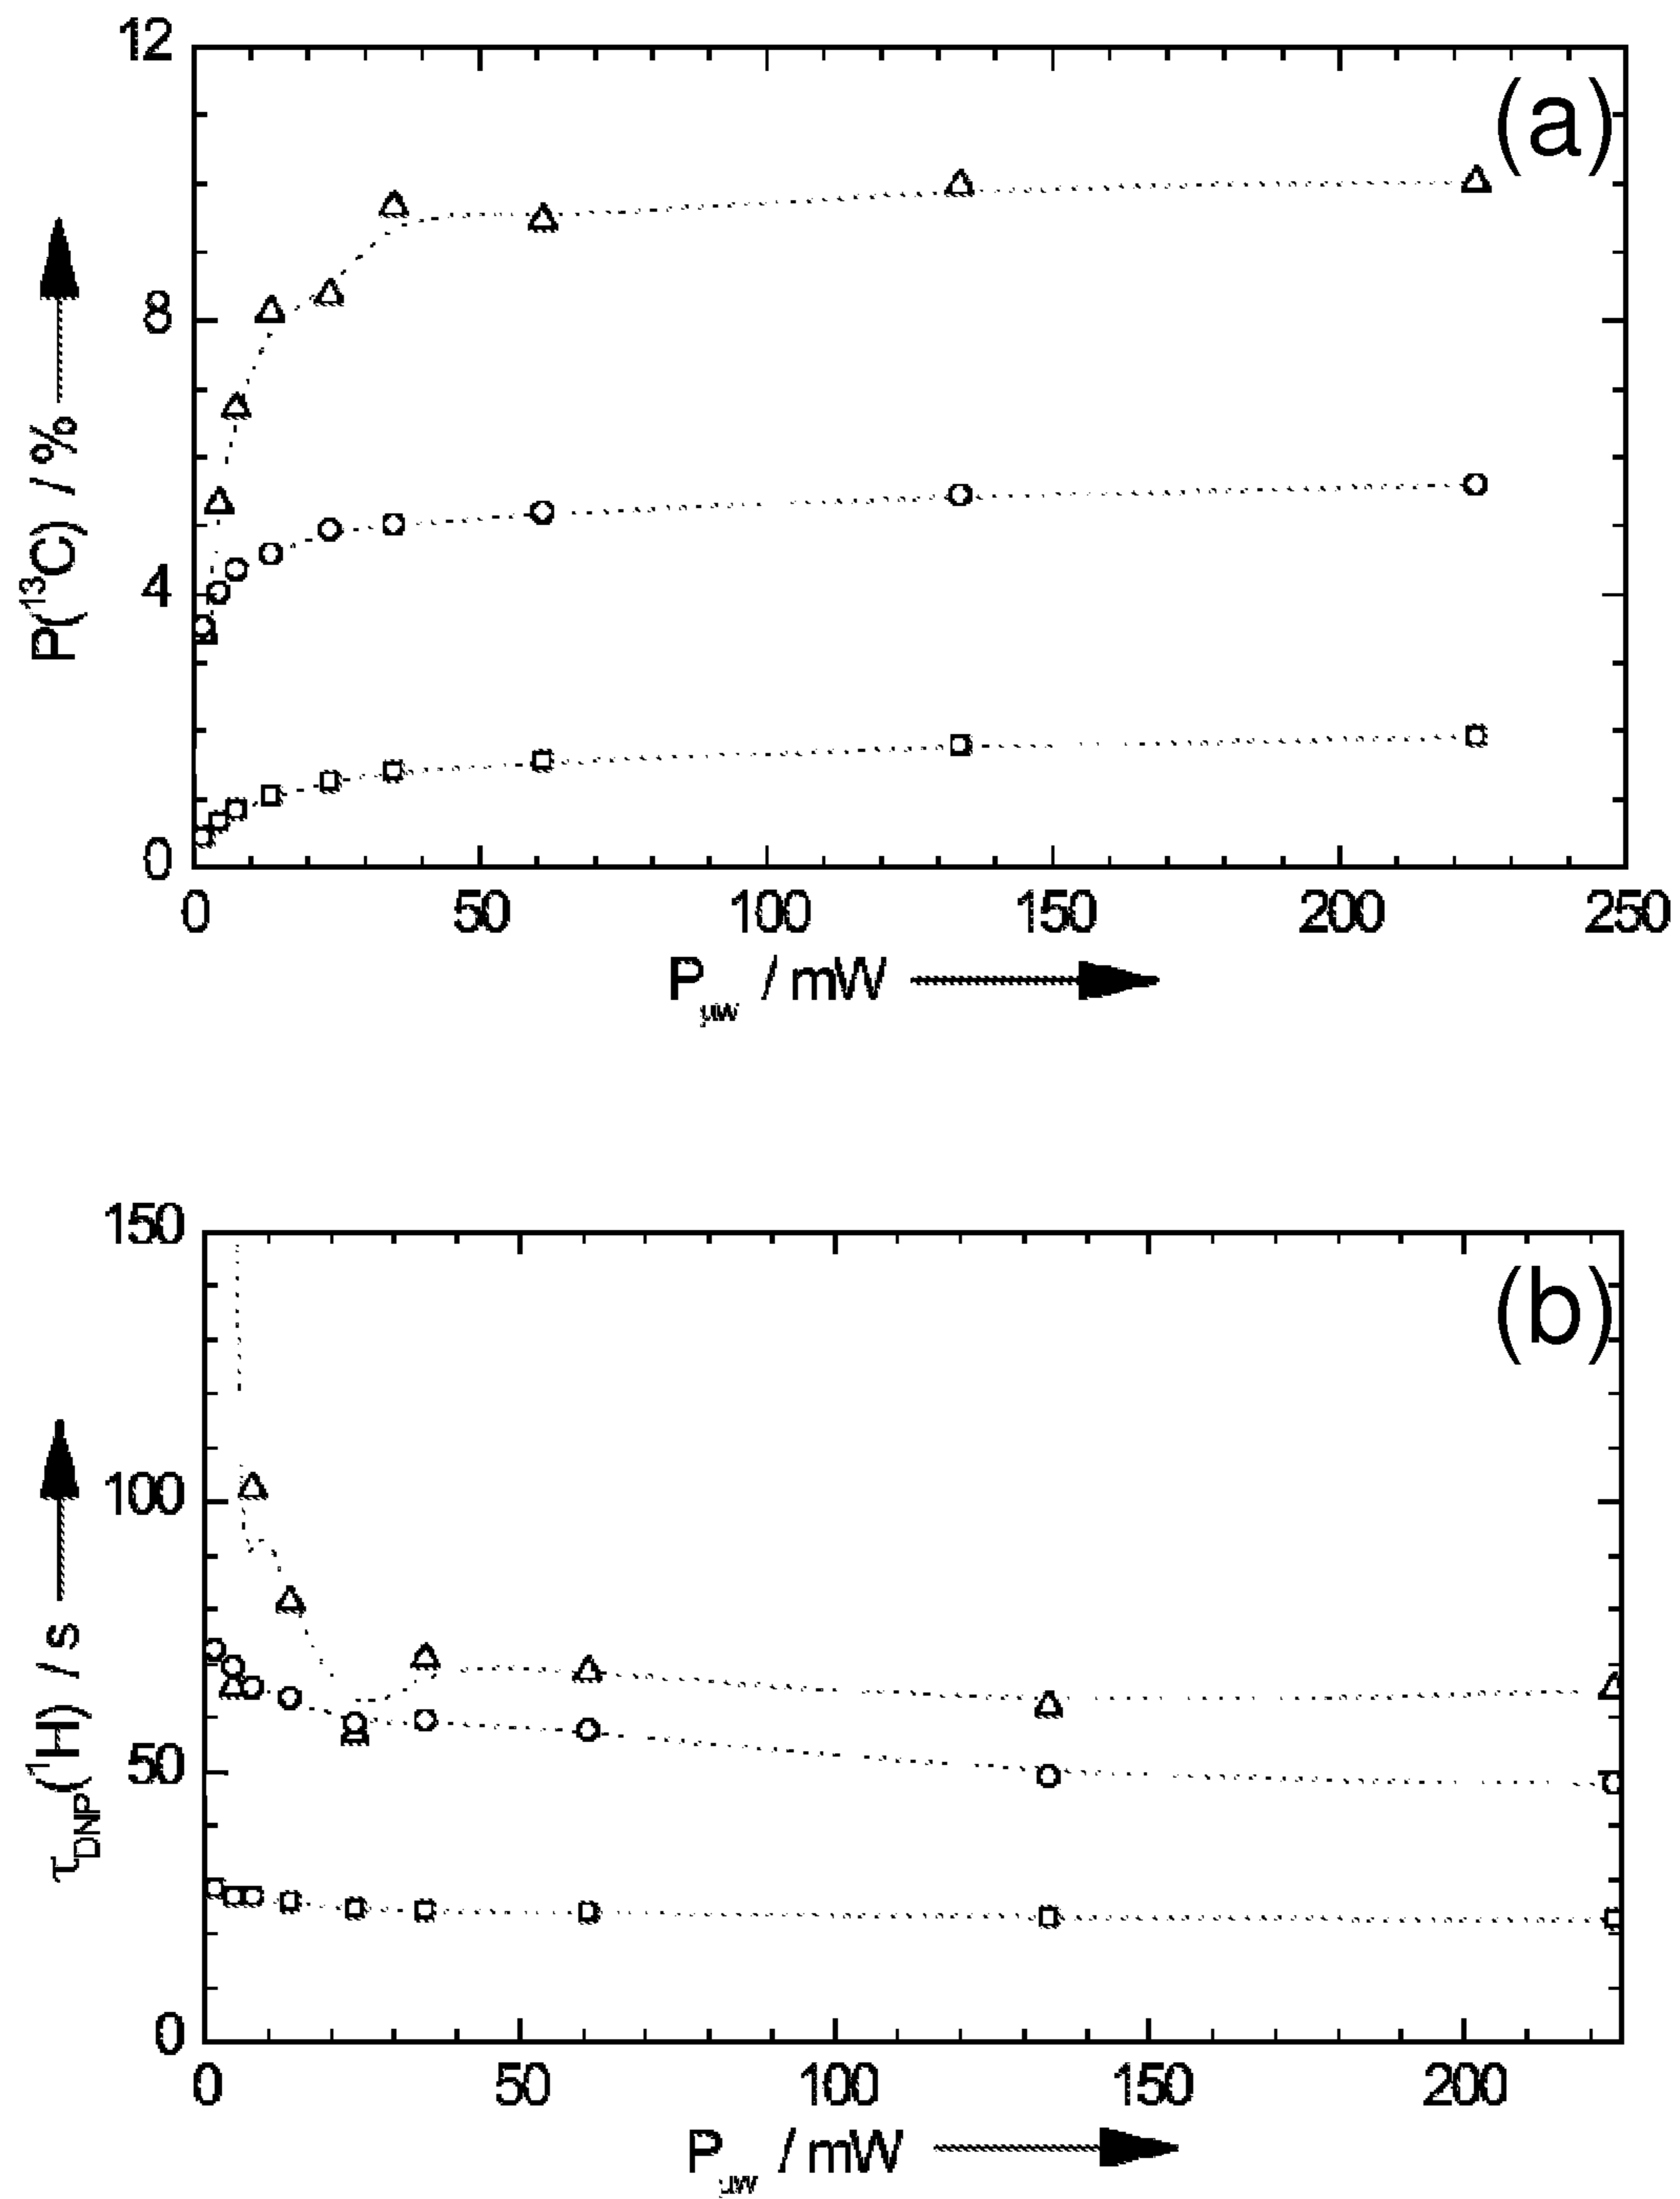 (a)
12
8
4
0
P(¹³C) / %
0 50 100 150 200 250
Pμw / mW
(b)
150
100
50
0
τDNP(¹H) / s
0 50 100 150 200
Pμw / mW